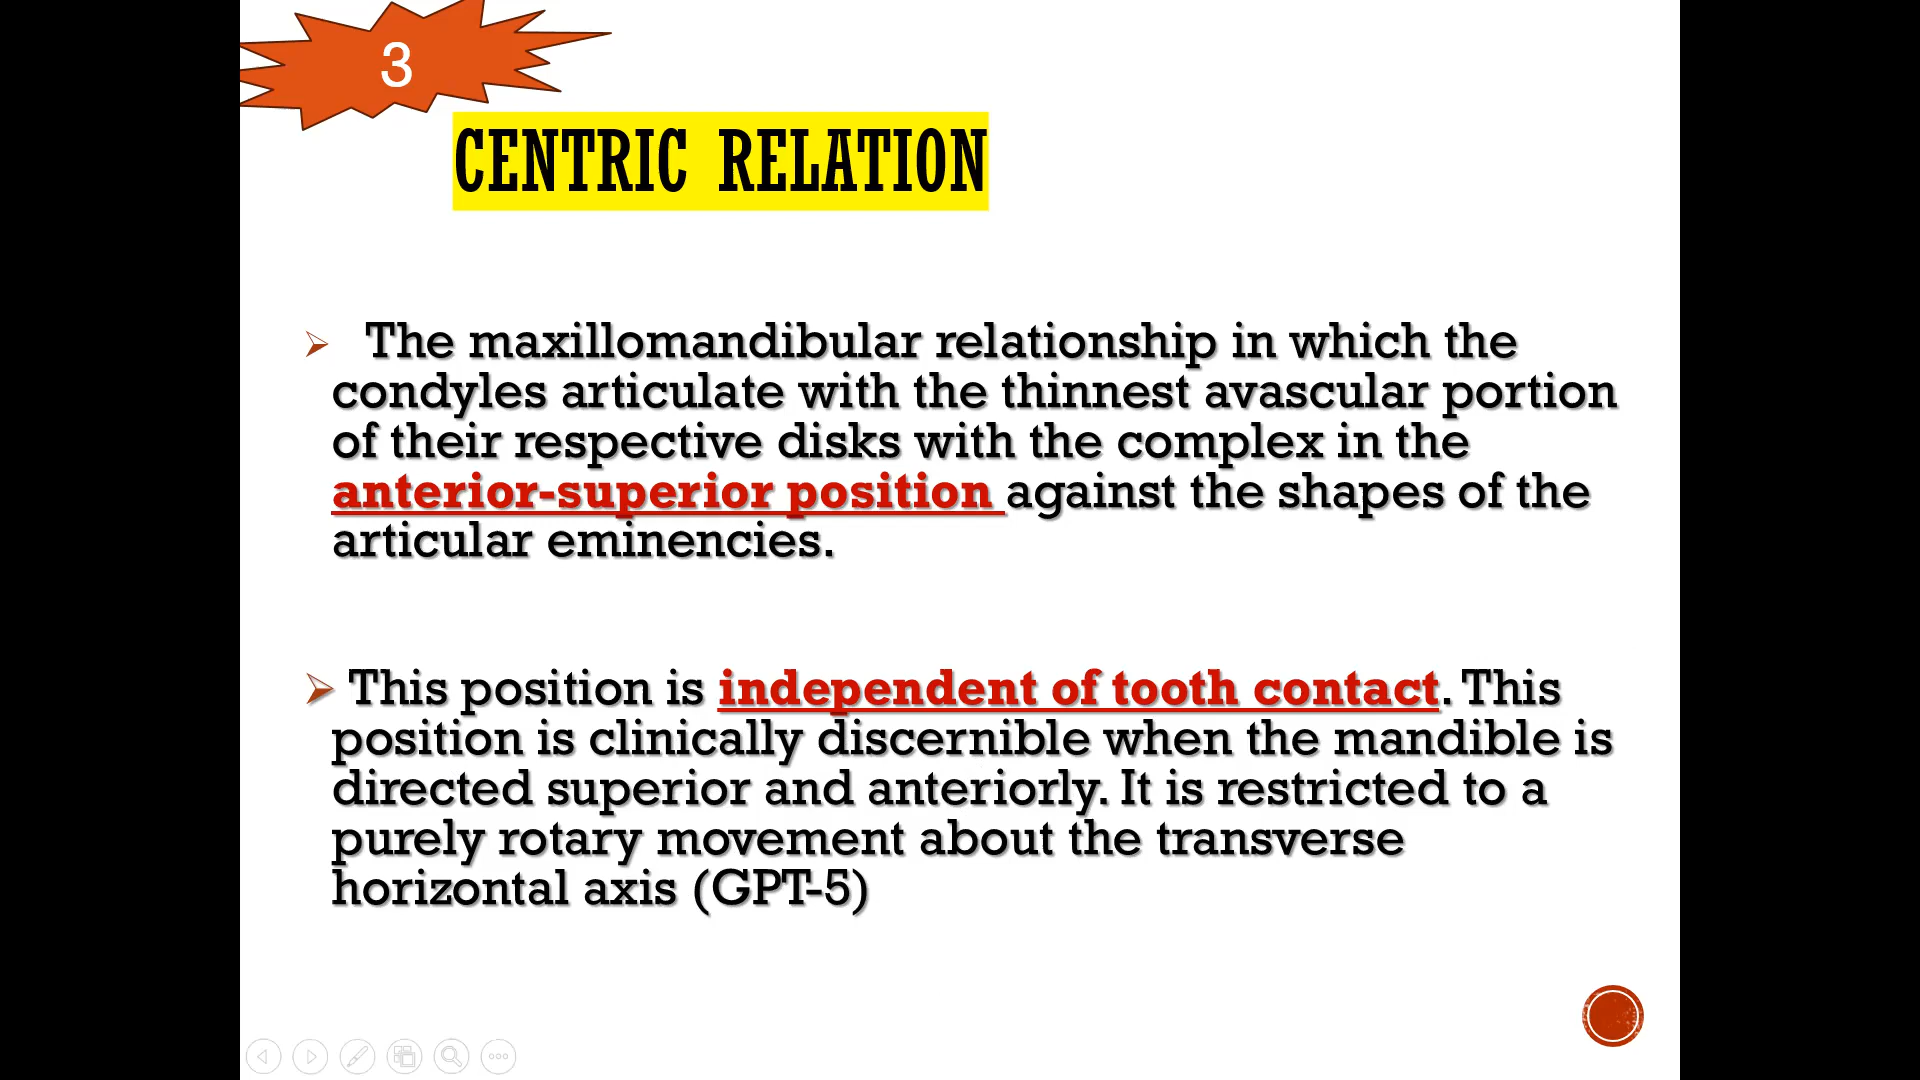 3
CENTRIC RELATION
The maxillomandibular relationship in which the
condyles articulate with the thinnest avascular portion
of their respective disks with the complex in the
anterior-superior position against the shapes of the
articular eminencies.
This position is independent of tooth contact. This
position is clinically discernible when the mandible is
directed superior and anteriorly. It is restricted to a
purely rotary movement about the transverse
horizontal axis (GPT-5)